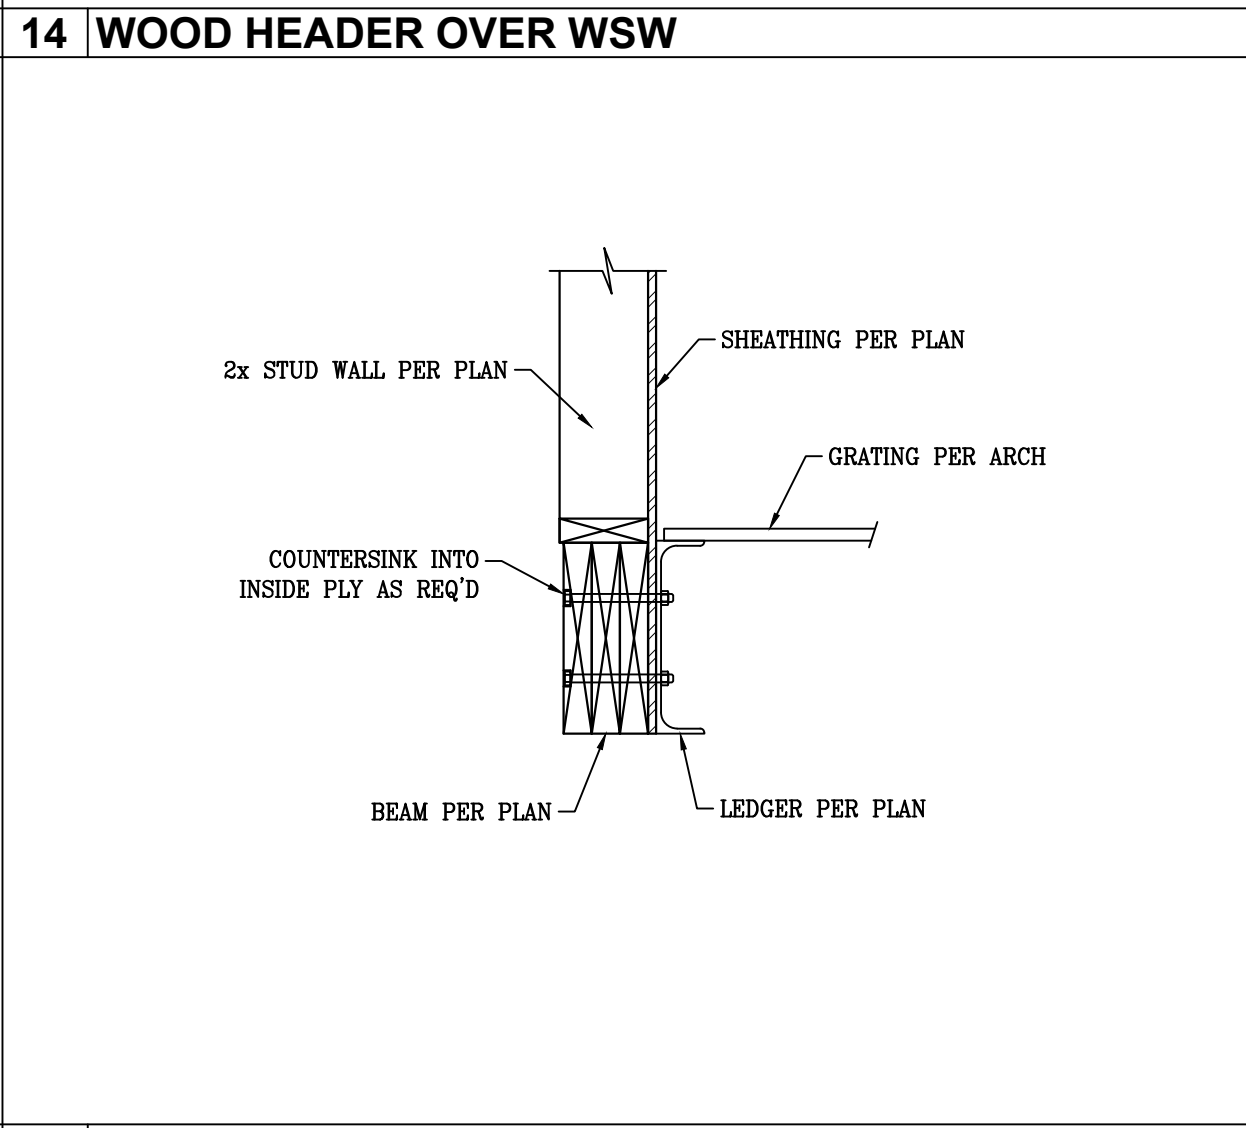 14 WOOD HEADER OVER WSW
SHEATHING PER PLAN
2x STUD WALL PER PLAN
GRATING PER ARCH
COUNTERSINK INTO
INSIDE PLY AS REQ'D
BEAM PER PLAN
LEDGER PER PLAN